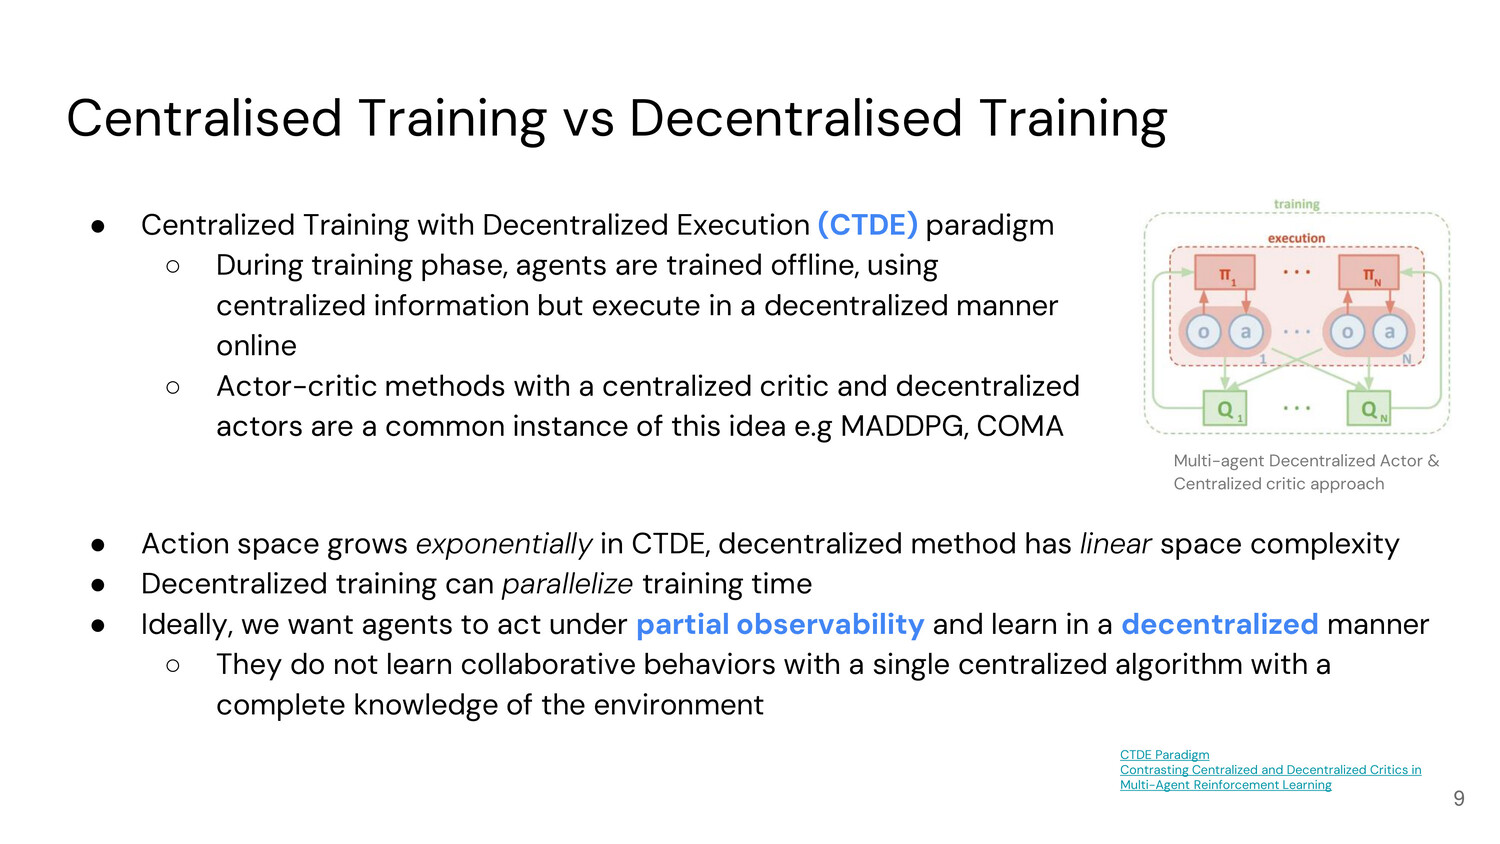 Centralised Training vs Decentralised Training
● Centralized Training with Decentralized Execution (CTDE) paradigm
○ During training phase, agents are trained offline, using
centralized information but execute in a decentralized manner
online
○ Actor-critic methods with a centralized critic and decentralized
actors are a common instance of this idea e.g MADDPG, COMA
training
execution
π1 ··· πN
o a ··· o a
1 N
Q1 ··· QN
Multi-agent Decentralized Actor &
Centralized critic approach
● Action space grows exponentially in CTDE, decentralized method has linear space complexity
● Decentralized training can parallelize training time
● Ideally, we want agents to act under partial observability and learn in a decentralized manner
○ They do not learn collaborative behaviors with a single centralized algorithm with a
complete knowledge of the environment
CTDE Paradigm
Contrasting Centralized and Decentralized Critics in
Multi-Agent Reinforcement Learning
9